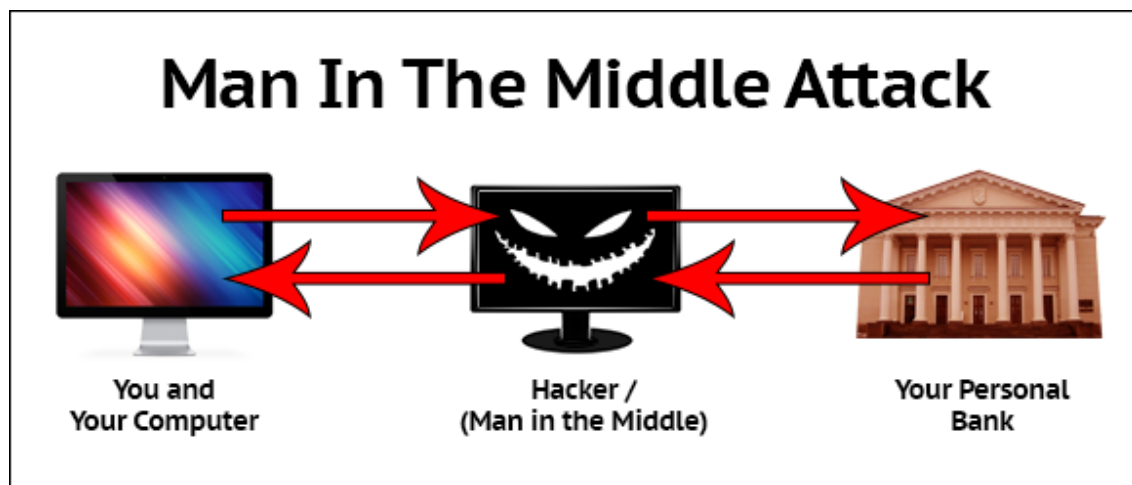 Man In The Middle Attack
You and
Your Computer
Hacker /
(Man in the Middle)
Your Personal
Bank